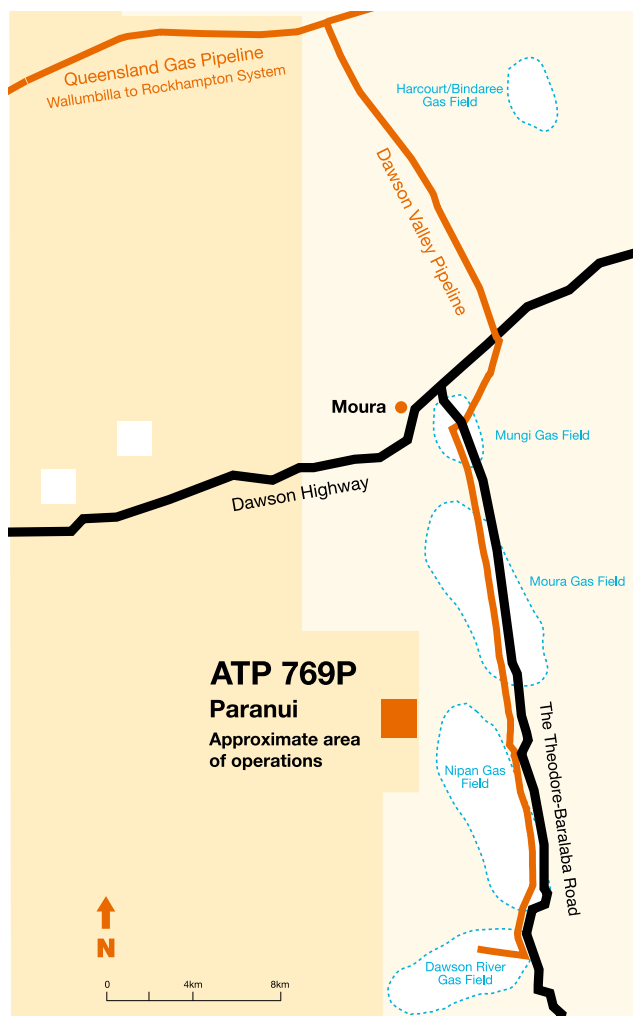 Queensland Gas Pipeline
Wallumbilla to Rockhampton System
Harcourt/Bindaree
Gas Field
Dawson Valley Pipeline
Moura
Mungi Gas Field
Dawson Highway
Moura Gas Field
ATP 769P
Paranui
Approximate area
of operations
The Theodore-Baralaba Road
Nipan Gas
Field
N
Dawson River
Gas Field
0
4km
8km